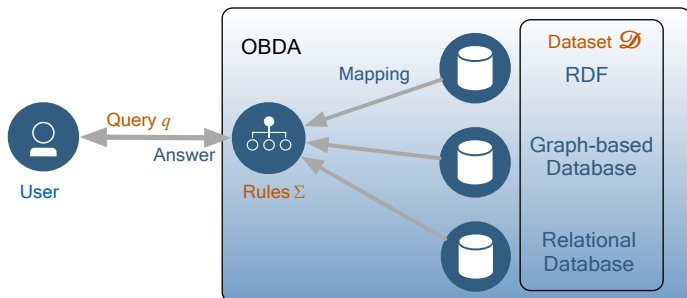 OBDA
Dataset 𝒟
Mapping
RDF
Query q
Answer
Graph-based
Database
User
Rules Σ
Relational
Database